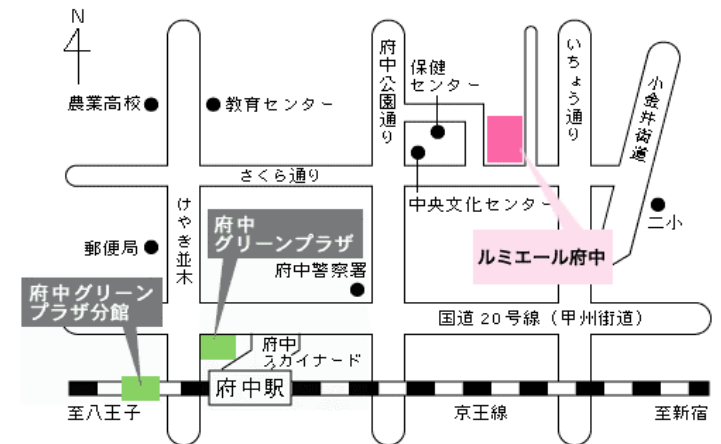 N
府中公園通り
いちょう通り
保健
センター
小金井街道
農業高校
教育センター
さくら通り
中央文化センター
けやき並木
二小
府中
グリーンプラザ
郵便局
ルミエール府中
府中警察署
府中グリーン
プラザ分館
国道20号線（甲州街道）
府中
スカイナード
府中駅
至八王子
京王線
至新宿